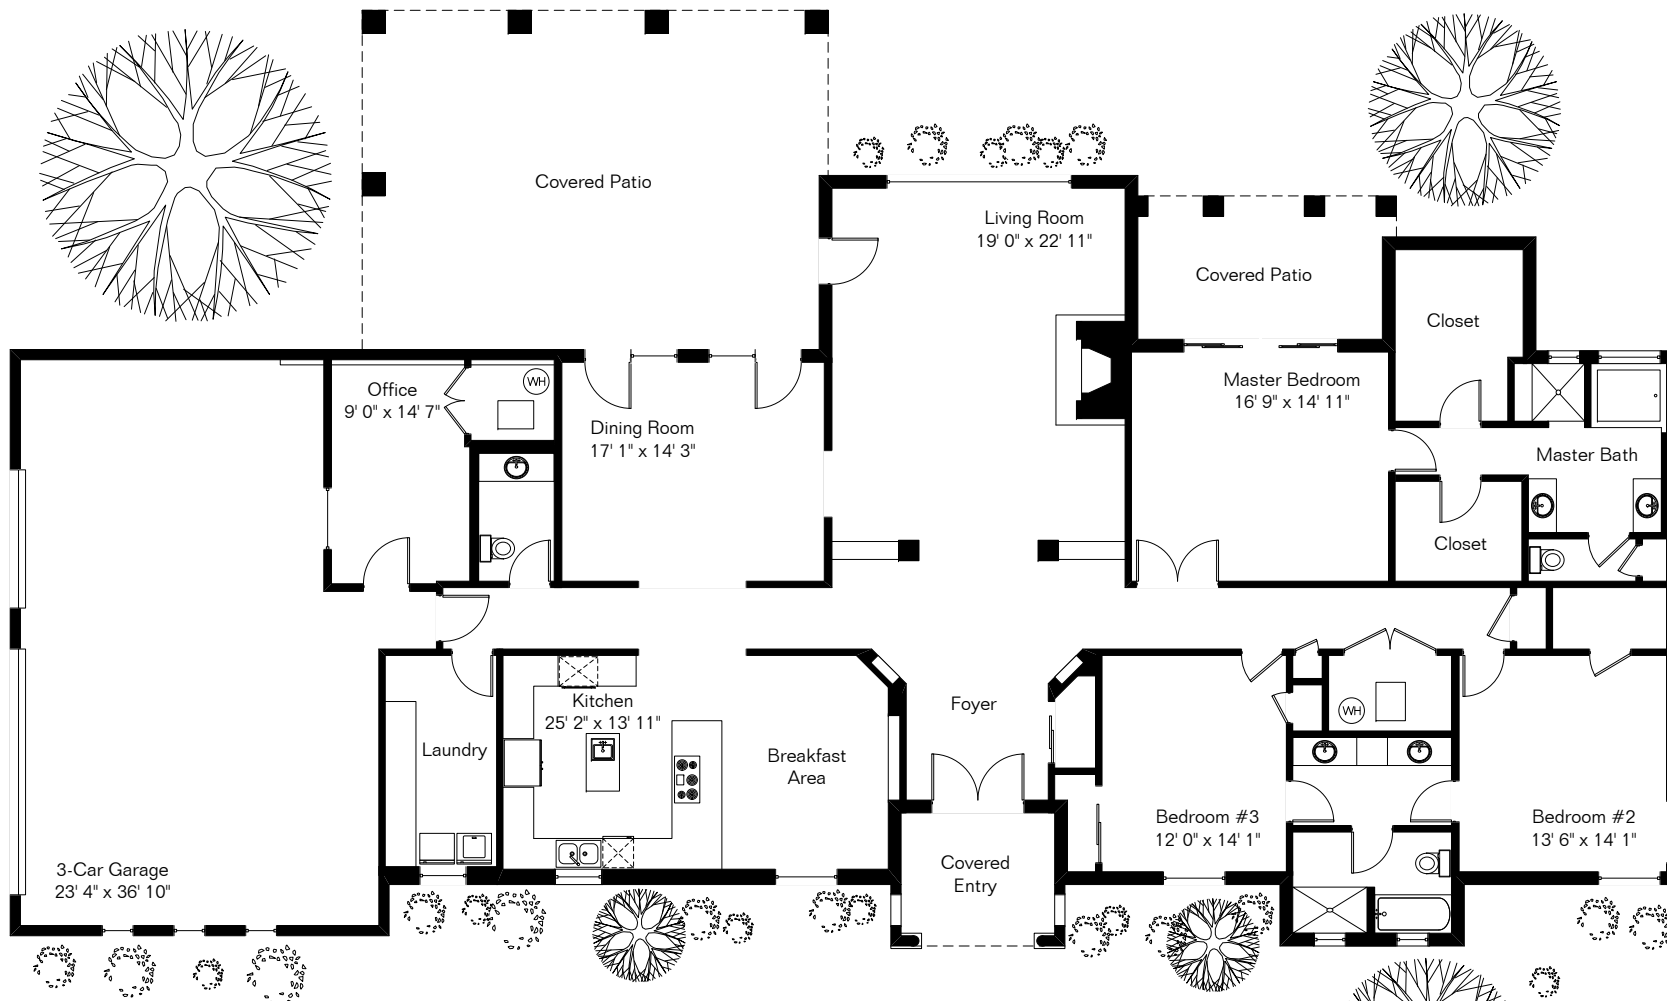 Covered Patio
Living Room
19' 0" x 22' 11"
Covered Patio
Closet
Office
9' 0" x 14' 7"
WH
Dining Room
17' 1" x 14' 3"
Master Bedroom
16' 9" x 14' 11"
Master Bath
Closet
Kitchen
25' 2" x 13' 11"
Laundry
Breakfast
Area
Foyer
WH
3-Car Garage
23' 4" x 36' 10"
Covered
Entry
Bedroom #3
12' 0" x 14' 1"
Bedroom #2
13' 6" x 14' 1"